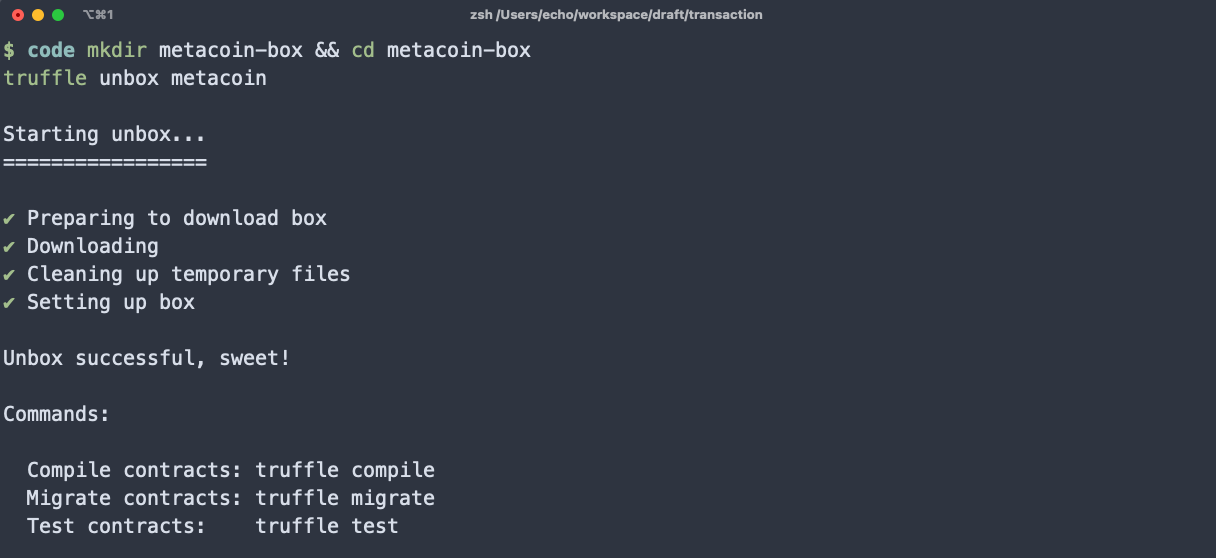 ⌥⌘1 zsh /Users/echo/workspace/draft/transaction
$ code mkdir metacoin-box && cd metacoin-box
truffle unbox metacoin
Starting unbox...
=================
✔ Preparing to download box
✔ Downloading
✔ Cleaning up temporary files
✔ Setting up box
Unbox successful, sweet!
Commands:
Compile contracts: truffle compile
Migrate contracts: truffle migrate
Test contracts:    truffle test